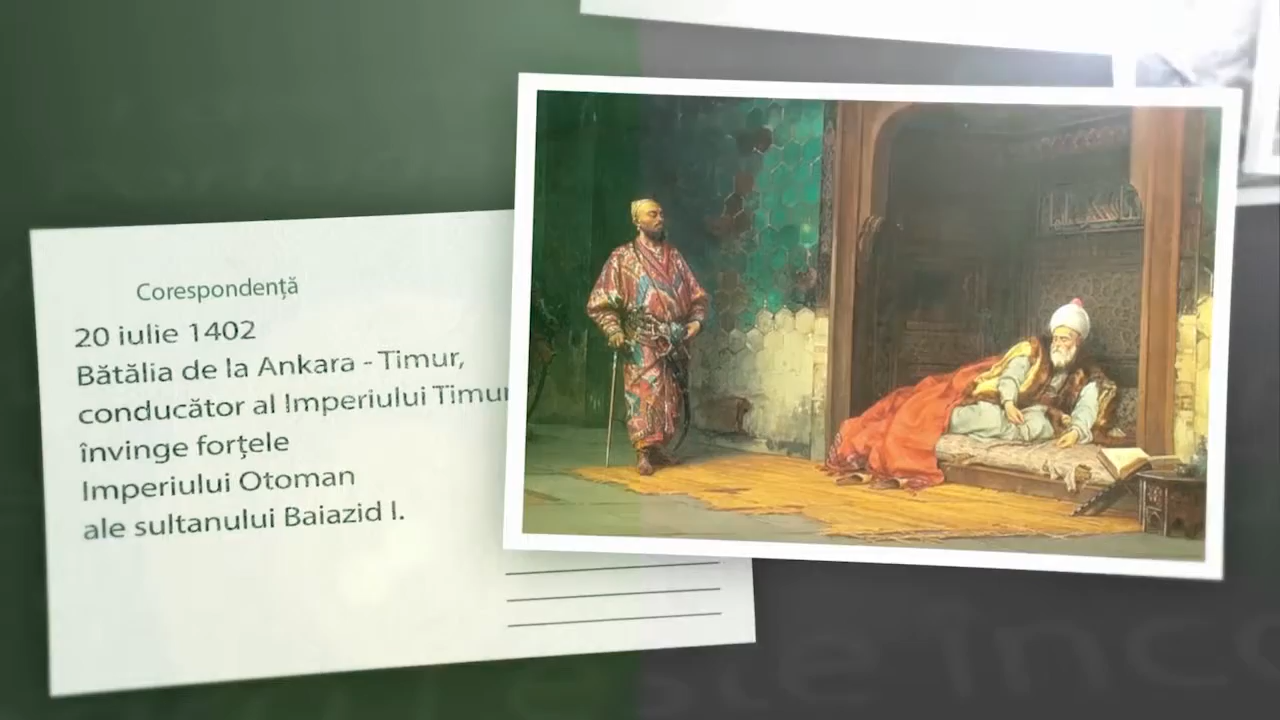 Corespondență
20 iulie 1402
Bătălia de la Ankara - Timur,
conducător al Imperiului Timur
învinge forțele
Imperiului Otoman
ale sultanului Baiazid I.